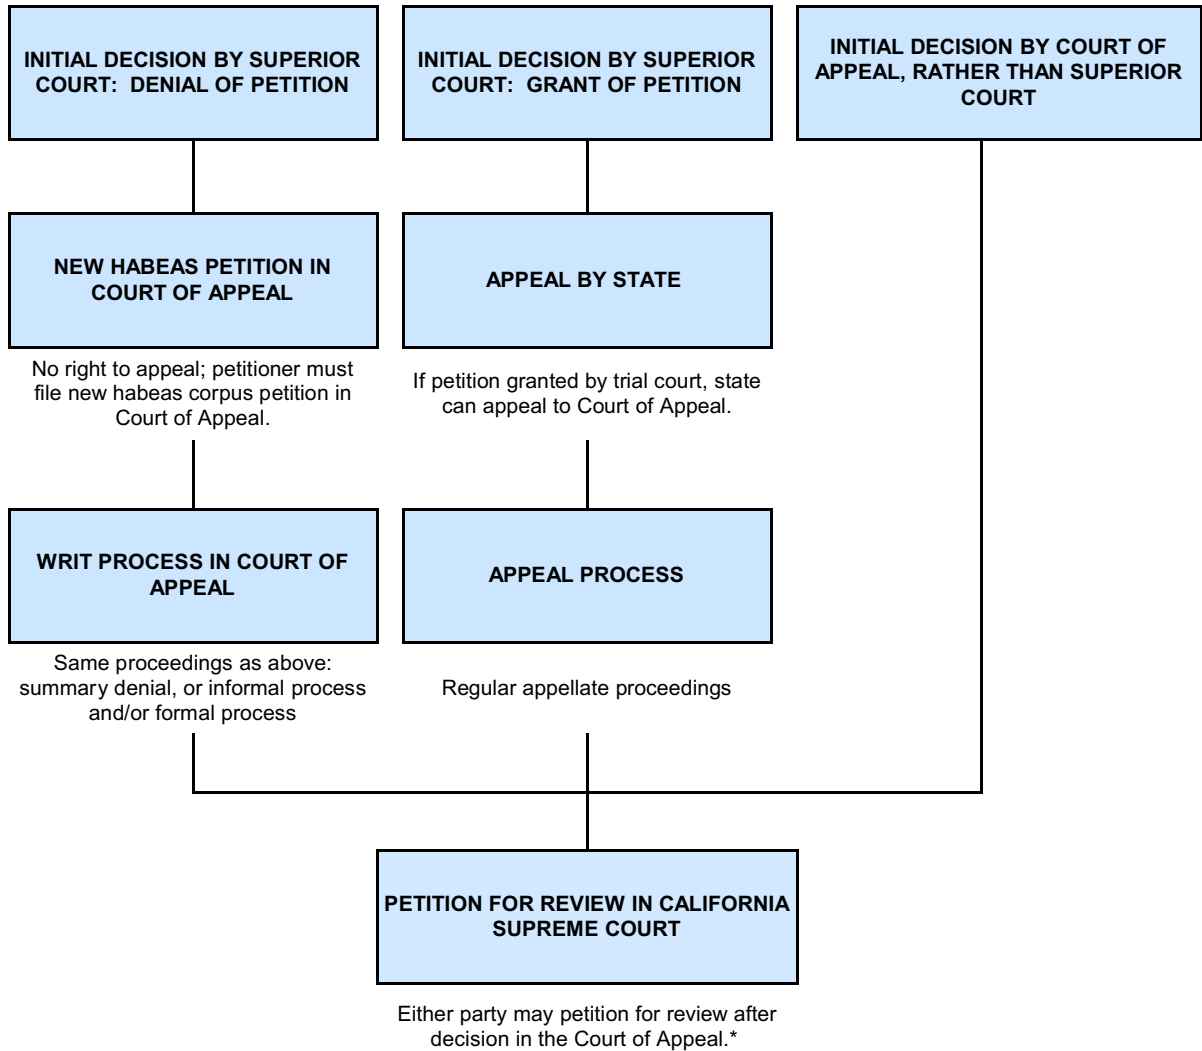 INITIAL DECISION BY SUPERIOR
COURT:  DENIAL OF PETITION
INITIAL DECISION BY SUPERIOR
COURT:  GRANT OF PETITION
INITIAL DECISION BY COURT OF
APPEAL, RATHER THAN SUPERIOR
COURT
NEW HABEAS PETITION IN
COURT OF APPEAL
APPEAL BY STATE
No right to appeal; petitioner must
file new habeas corpus petition in
Court of Appeal.
If petition granted by trial court, state
can appeal to Court of Appeal.
WRIT PROCESS IN COURT OF
APPEAL
APPEAL PROCESS
Same proceedings as above:
summary denial, or informal process
and/or formal process
Regular appellate proceedings
PETITION FOR REVIEW IN CALIFORNIA
SUPREME COURT
Either party may petition for review after
decision in the Court of Appeal.*